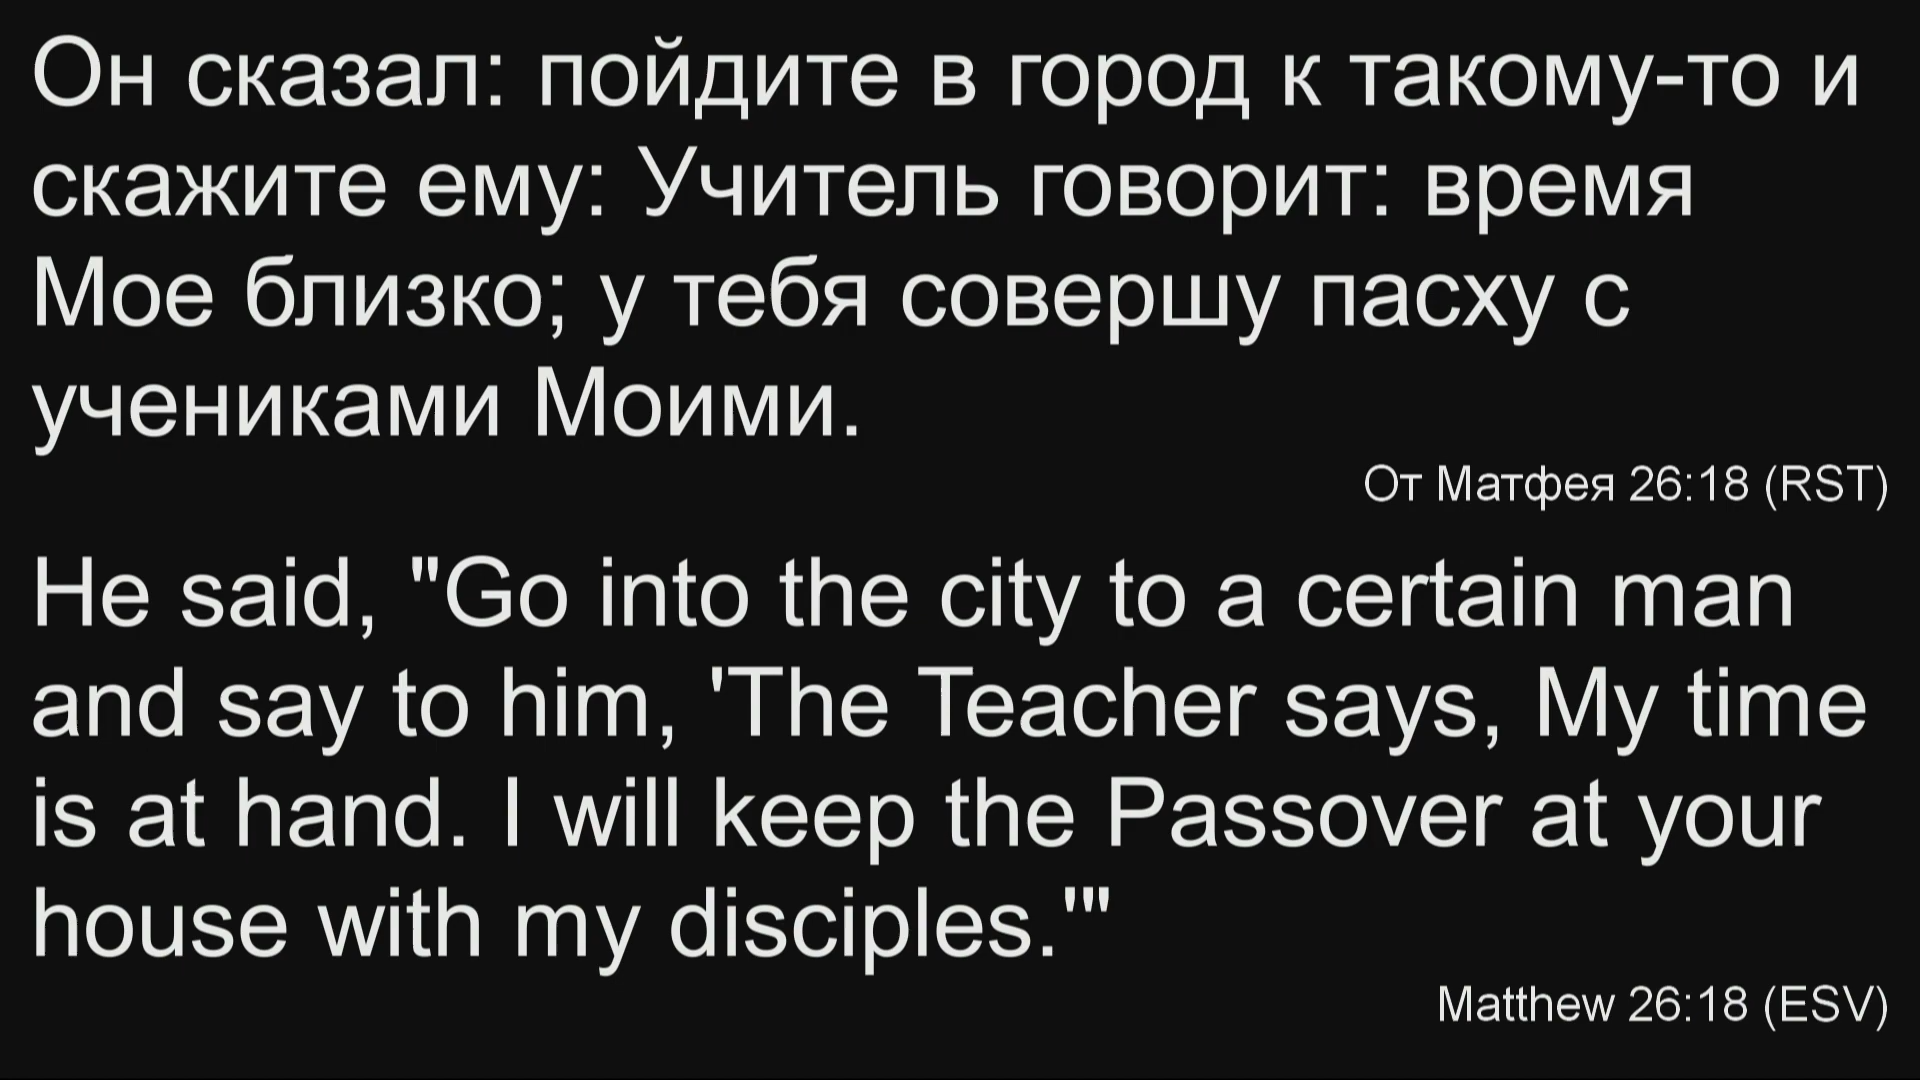 Он сказал: пойдите в город к такому-то и
скажите ему: Учитель говорит: время
Мое близко; у тебя совершу пасху с
учениками Моими.
От Матфея 26:18 (RST)
He said, "Go into the city to a certain man
and say to him, 'The Teacher says, My time
is at hand. I will keep the Passover at your
house with my disciples.'"
Matthew 26:18 (ESV)